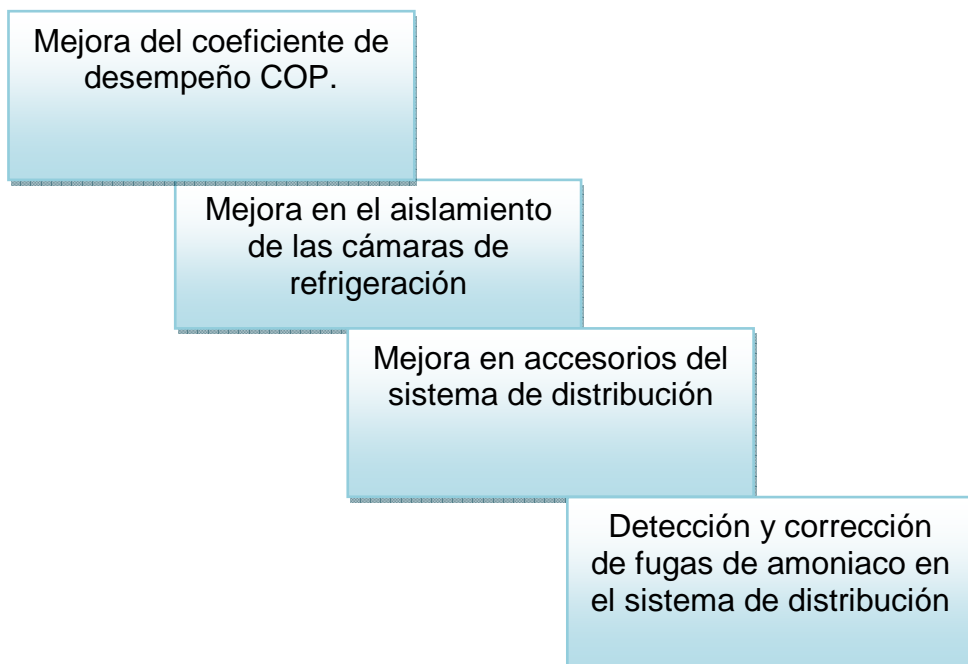 Mejora del coeficiente de
desempeño COP.
Mejora en el aislamiento
de las cámaras de
refrigeración
Mejora en accesorios del
sistema de distribución
Detección y corrección
de fugas de amoniaco en
el sistema de distribución